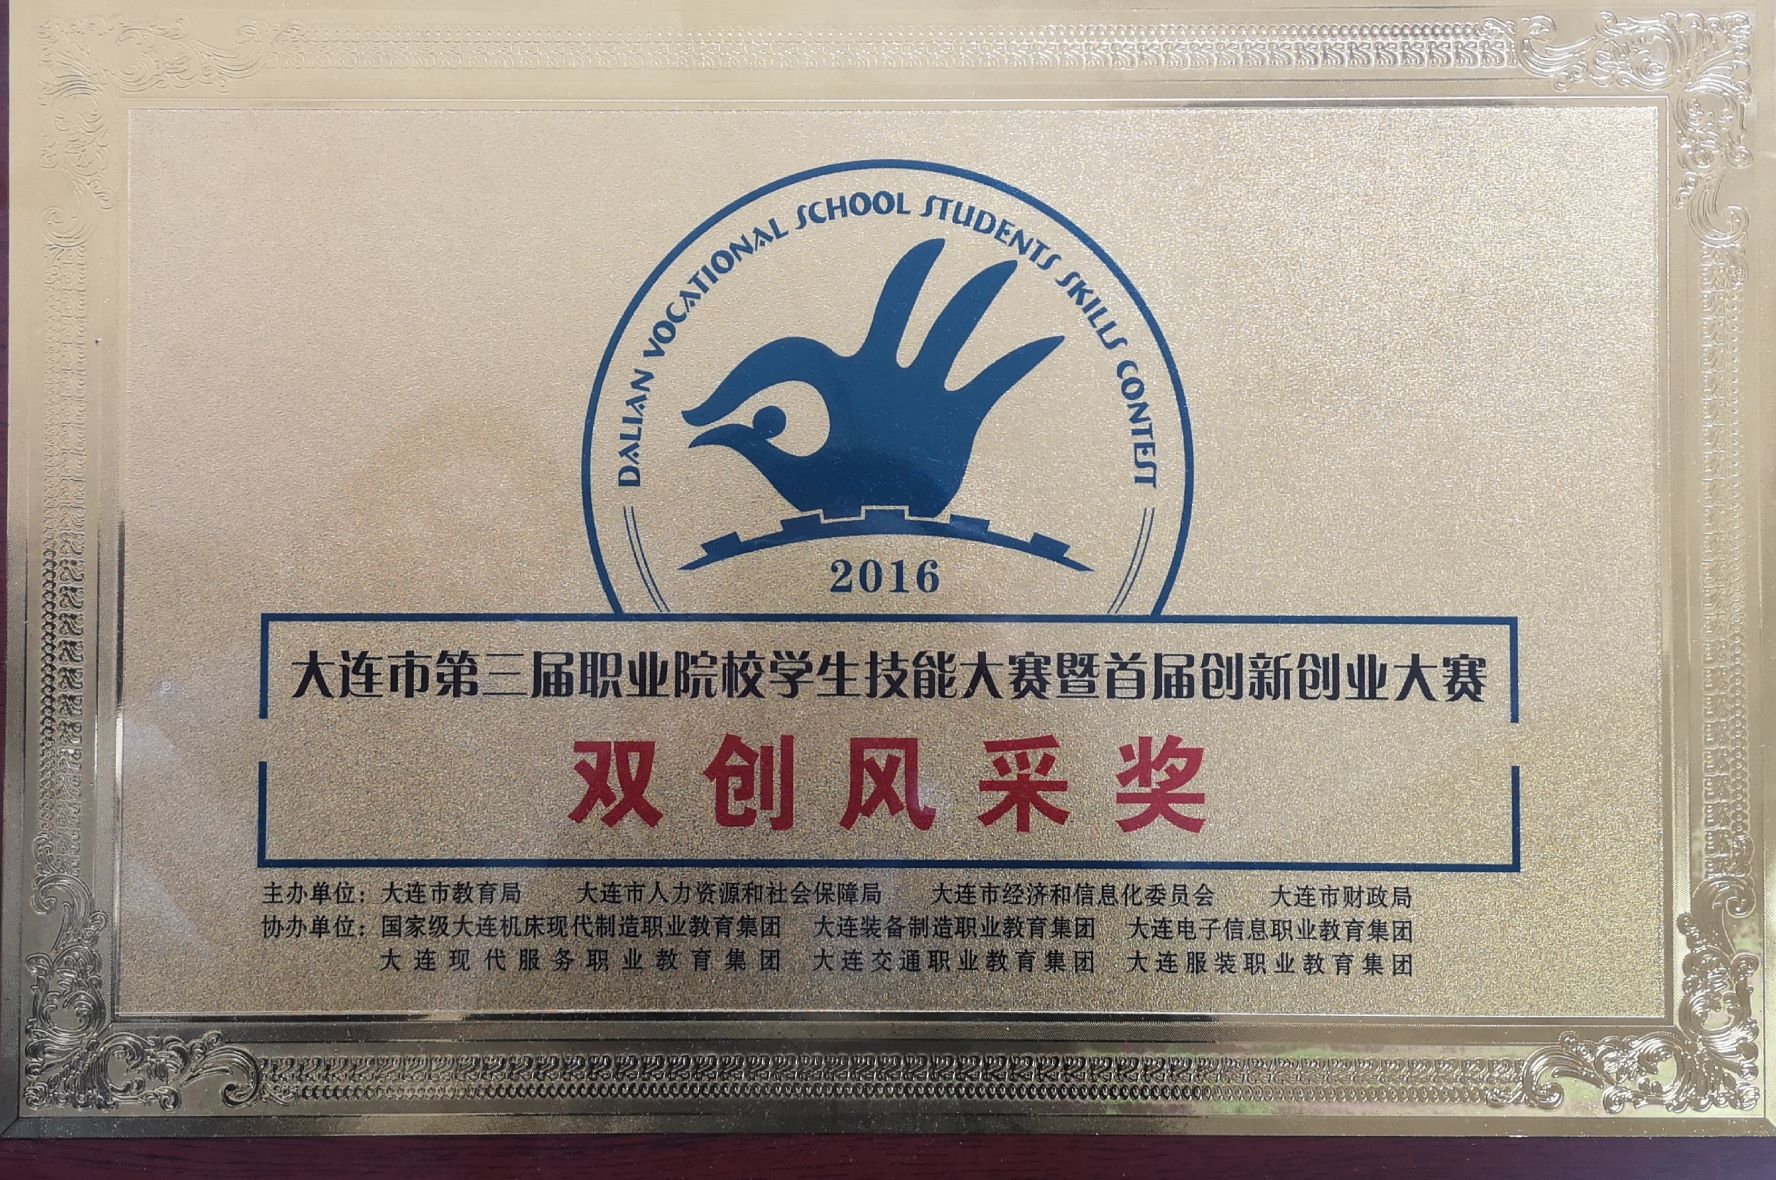 DALIAN VOCATIONAL SCHOOL STUDENTS SKILLS CONTEST
2016
大连市第三届职业院校学生技能大赛暨首届创新创业大赛
双创风采奖
主办单位：大连市教育局 大连市人力资源和社会保障局 大连市经济和信息化委员会 大连市财政局
协办单位：国家级大连机床现代制造职业教育集团 大连装备制造职业教育集团 大连电子信息职业教育集团
大连现代服务职业教育集团 大连交通职业教育集团 大连服装职业教育集团